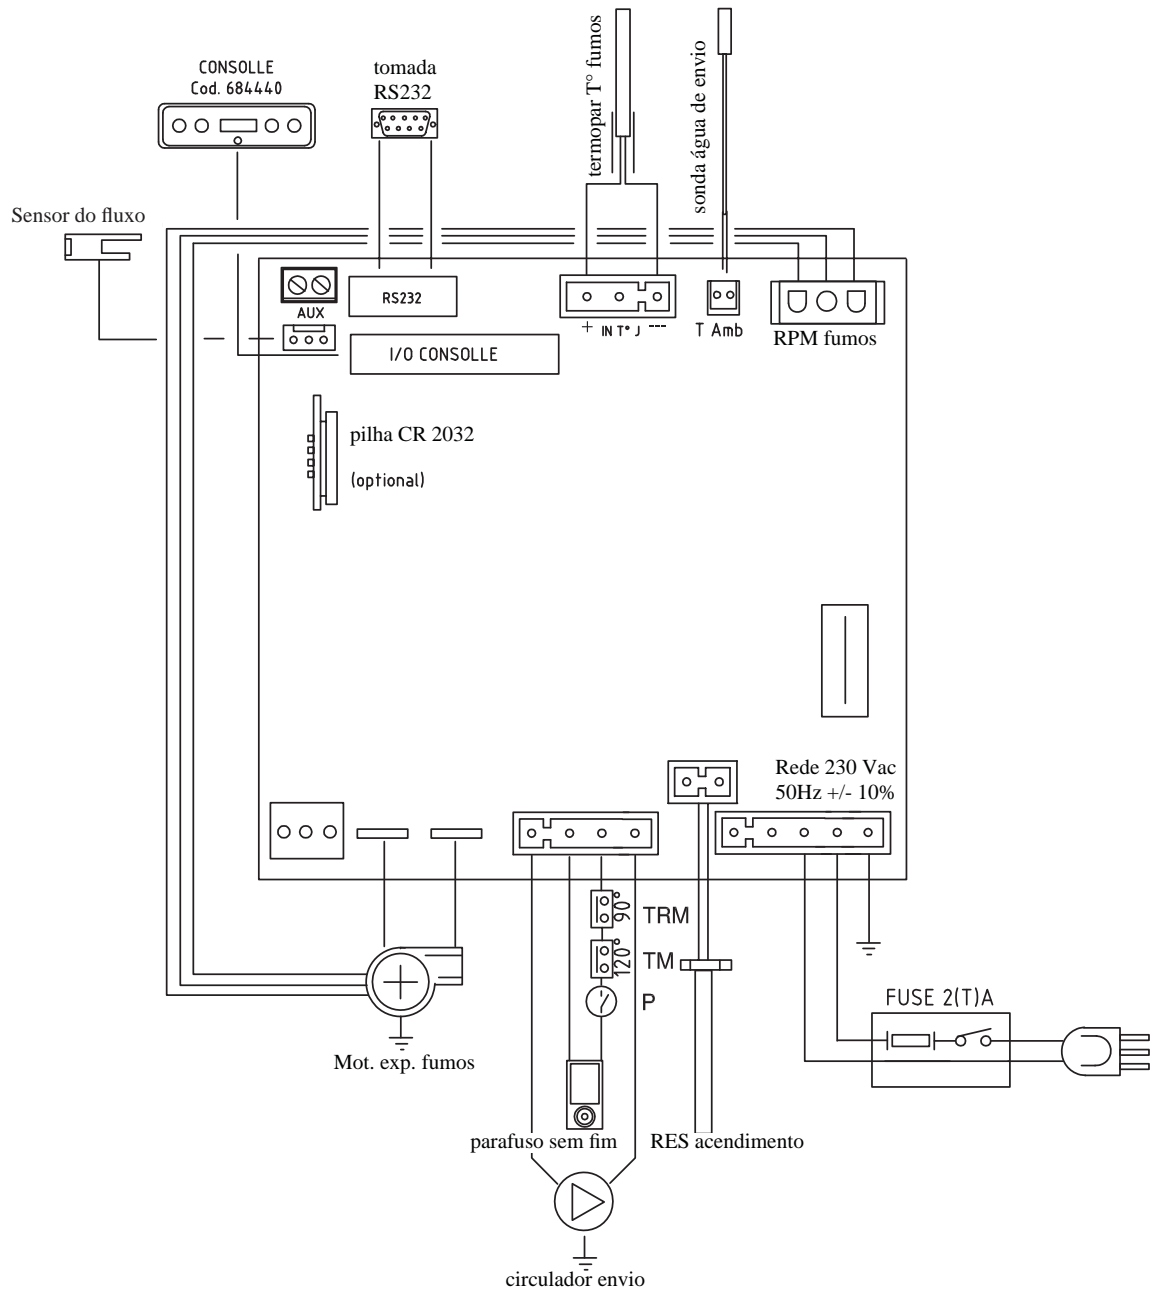 CONSOLLE
Cod. 684440
tomada
RS232
termopar T° fumos
sonda água de envio
Sensor do fluxo
AUX
RS232
+ IN T° J ---
T Amb
RPM fumos
I/O CONSOLLE
pilha CR 2032
(optional)
Rede 230 Vac
50Hz +/- 10%
90°
TRM
120°
TM
P
FUSE 2(T)A
Mot. exp. fumos
parafuso sem fim
RES acendimento
circulador envio